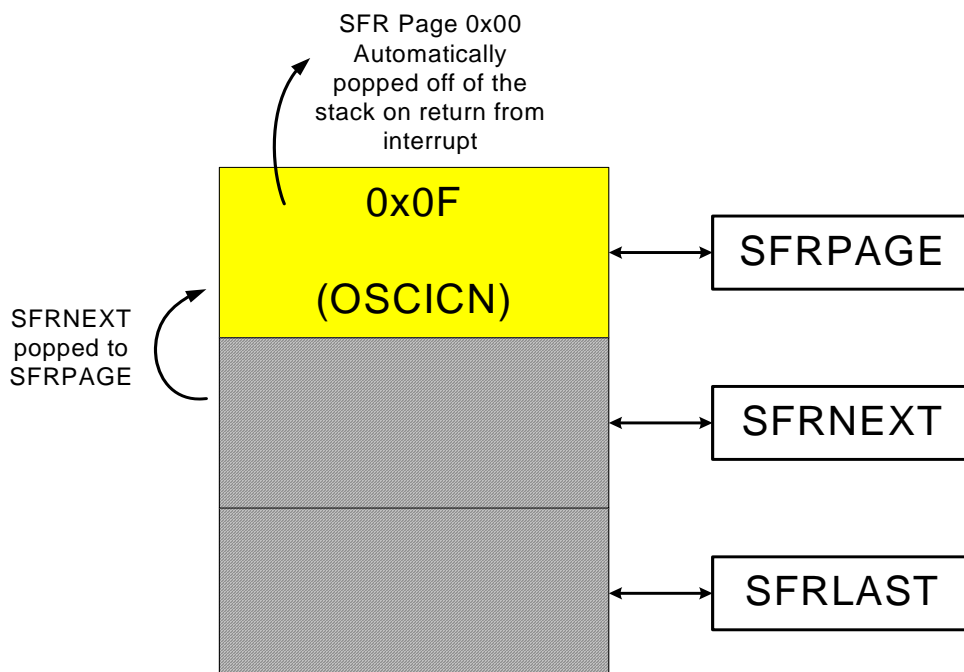 SFR Page 0x00
Automatically
popped off of the
stack on return from
interrupt
0x0F
(OSCICN)
SFRPAGE
SFRNEXT
popped to
SFRPAGE
SFRNEXT
SFRLAST